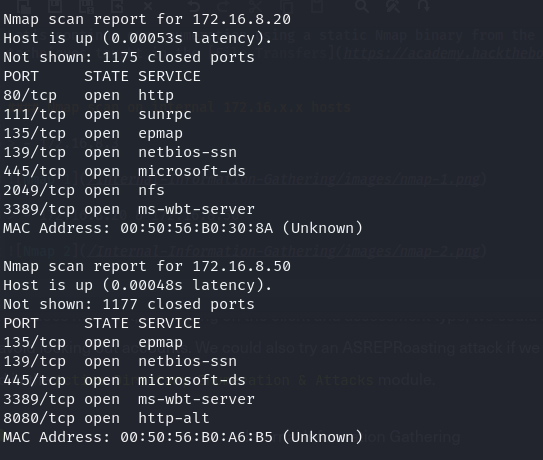 Nmap scan report for 172.16.8.20
Host is up (0.00053s latency).
Not shown: 1175 closed ports
PORT     STATE SERVICE
80/tcp   open  http
111/tcp  open  sunrpc
135/tcp  open  epmap
139/tcp  open  netbios-ssn
445/tcp  open  microsoft-ds
2049/tcp open  nfs
3389/tcp open  ms-wbt-server
MAC Address: 00:50:56:B0:30:8A (Unknown)
Nmap scan report for 172.16.8.50
Host is up (0.00048s latency).
Not shown: 1177 closed ports
PORT     STATE SERVICE
135/tcp  open  epmap
139/tcp  open  netbios-ssn
445/tcp  open  microsoft-ds
3389/tcp open  ms-wbt-server
8080/tcp open  http-alt
MAC Address: 00:50:56:B0:A6:B5 (Unknown)